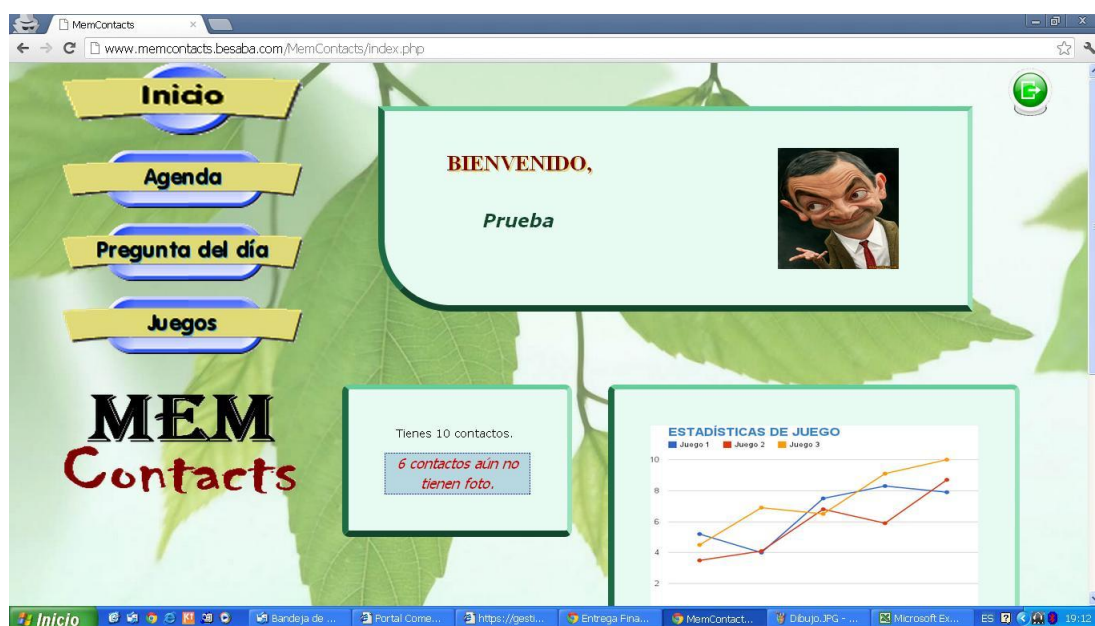 MemContacts
www.memcontacts.besaba.com/MemContacts/index.php
Inicio
Agenda
Pregunta del día
Juegos
MEM
Contacts
BIENVENIDO,
Prueba
Tienes 10 contactos.
6 contactos aún no
tienen foto.
ESTADÍSTICAS DE JUEGO
Juego 1 Juego 2 Juego 3
10
8
6
4
2
Inicio
Bandeja de ...
Portal Come...
https://gesti...
Entrega Fina...
MemContact...
Dibujo.JPG - ...
Microsoft Ex...
ES
19:12